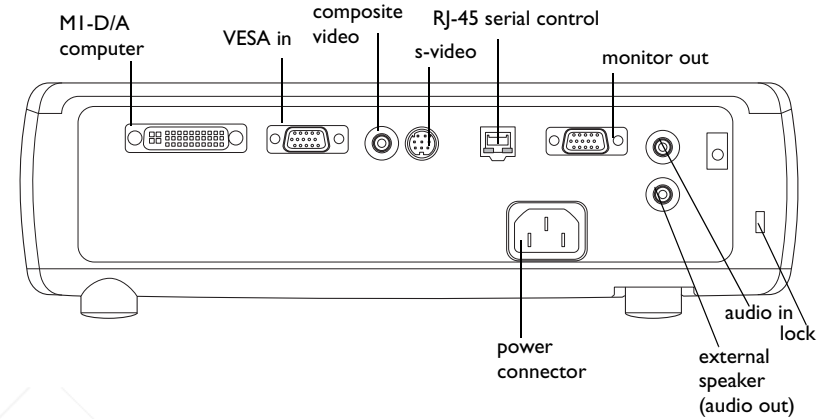 M1-D/A
computer
VESA in
composite
video
s-video
RJ-45 serial control
monitor out
power
connector
audio in
lock
external
speaker
(audio out)